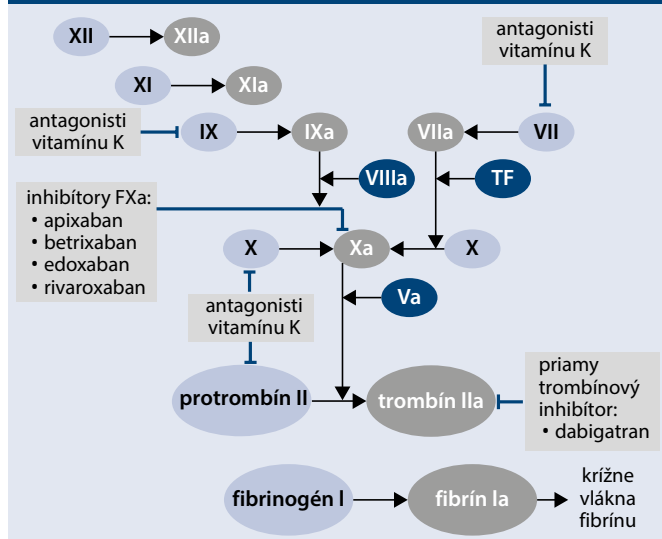 XII XIIa
antagonisti
vitamínu K
XI XIa
antagonisti
vitamínu K
IX IXa VIIa VII
VIIIa TF
inhibítory FXa:
• apixaban
• betrixaban
• edoxaban
• rivaroxaban
X Xa X
antagonisti
vitamínu K
Va
protrombín II trombín IIa
priamy
trombínový
inhibítor:
• dabigatran
fibrinogén I fibrín Ia
krížne
vlákna
fibrínu